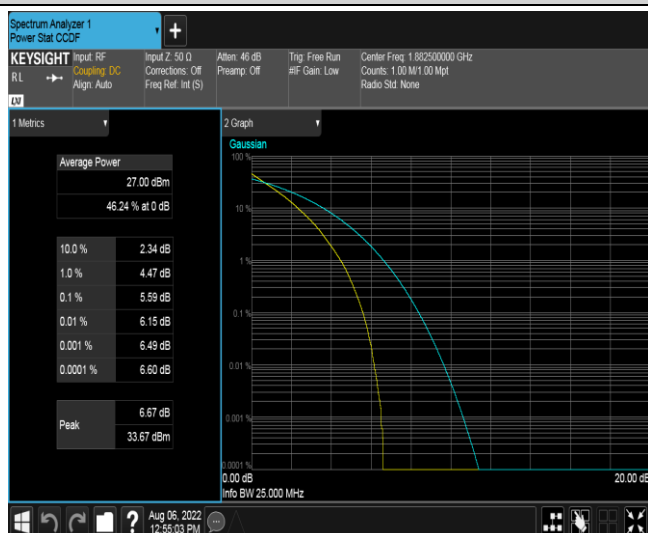 Spectrum Analyzer 1
Power Stat CCDF
KEYSIGHT
RL
LXI
Input: RF
Coupling: DC
Align: Auto
Input Z: 50 Ω
Corrections: Off
Freq Ref: Int (S)
Atten: 46 dB
Preamp: Off
Trig: Free Run
#IF Gain: Low
Center Freq: 1.882500000 GHz
Counts: 1.00 M/1.00 Mpt
Radio Std: None
1 Metrics
Average Power
27.00 dBm
46.24 % at 0 dB
10.0 % 2.34 dB
1.0 % 4.47 dB
0.1 % 5.59 dB
0.01 % 6.15 dB
0.001 % 6.49 dB
0.0001 % 6.60 dB
Peak
6.67 dB
33.67 dBm
2 Graph
Gaussian
100 %
10 %
1 %
0.1 %
0.01 %
0.001 %
0.0001 %
0.00 dB
20.00 dB
Info BW 25.000 MHz
?
Aug 06, 2022
12:55:03 PM